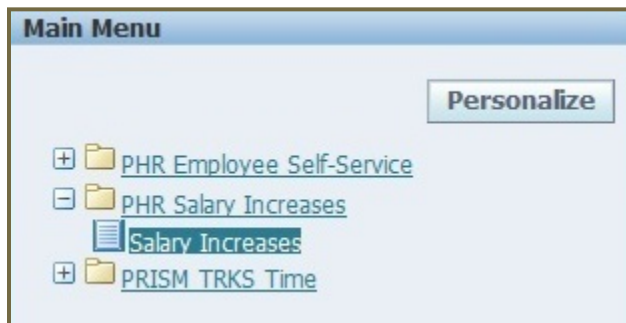 Main Menu
Personalize
PHR Employee Self-Service
PHR Salary Increases
Salary Increases
PRISM TRKS Time